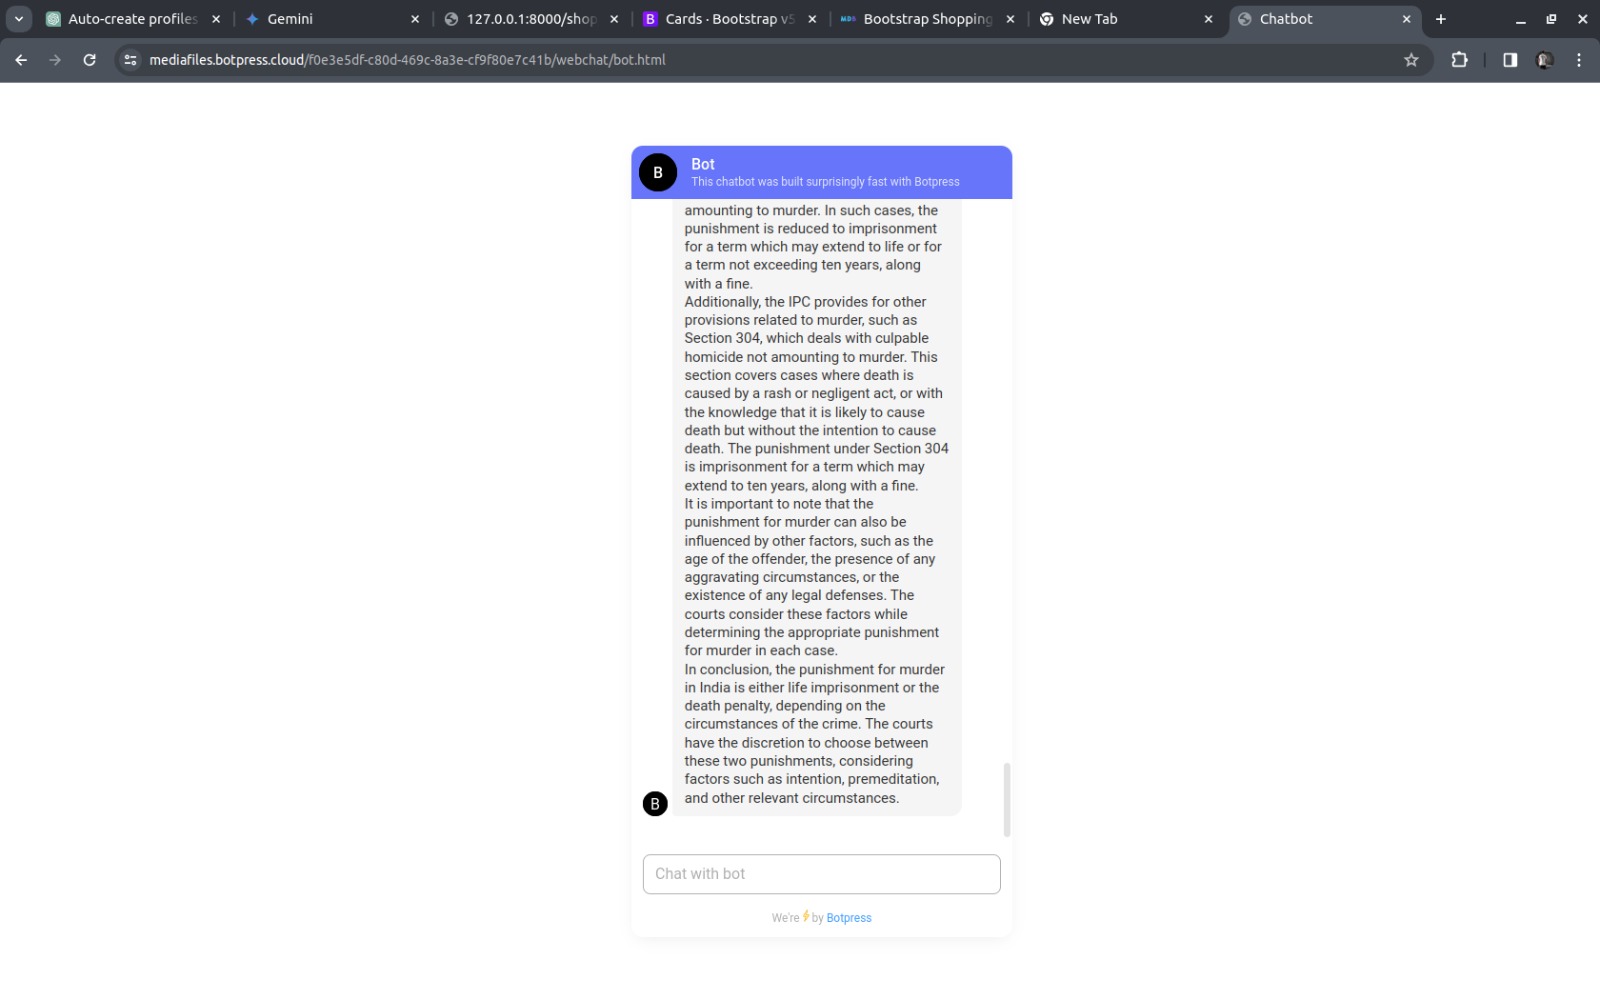 Auto-create profiles
Gemini
127.0.0.1:8000/shop
Cards · Bootstrap v5
Bootstrap Shopping
New Tab
Chatbot
mediafiles.botpress.cloud/f0e3e5df-c80d-469c-8a3e-cf9f80e7c41b/webchat/bot.html
B
Bot
This chatbot was built surprisingly fast with Botpress
amounting to murder. In such cases, the
punishment is reduced to imprisonment
for a term which may extend to life or for
a term not exceeding ten years, along
with a fine.
Additionally, the IPC provides for other
provisions related to murder, such as
Section 304, which deals with culpable
homicide not amounting to murder. This
section covers cases where death is
caused by a rash or negligent act, or with
the knowledge that it is likely to cause
death but without the intention to cause
death. The punishment under Section 304
is imprisonment for a term which may
extend to ten years, along with a fine.
It is important to note that the
punishment for murder can also be
influenced by other factors, such as the
age of the offender, the presence of any
aggravating circumstances, or the
existence of any legal defenses. The
courts consider these factors while
determining the appropriate punishment
for murder in each case.
In conclusion, the punishment for murder
in India is either life imprisonment or the
death penalty, depending on the
circumstances of the crime. The courts
have the discretion to choose between
these two punishments, considering
factors such as intention, premeditation,
and other relevant circumstances.
B
Chat with bot
We're ⚡ by Botpress